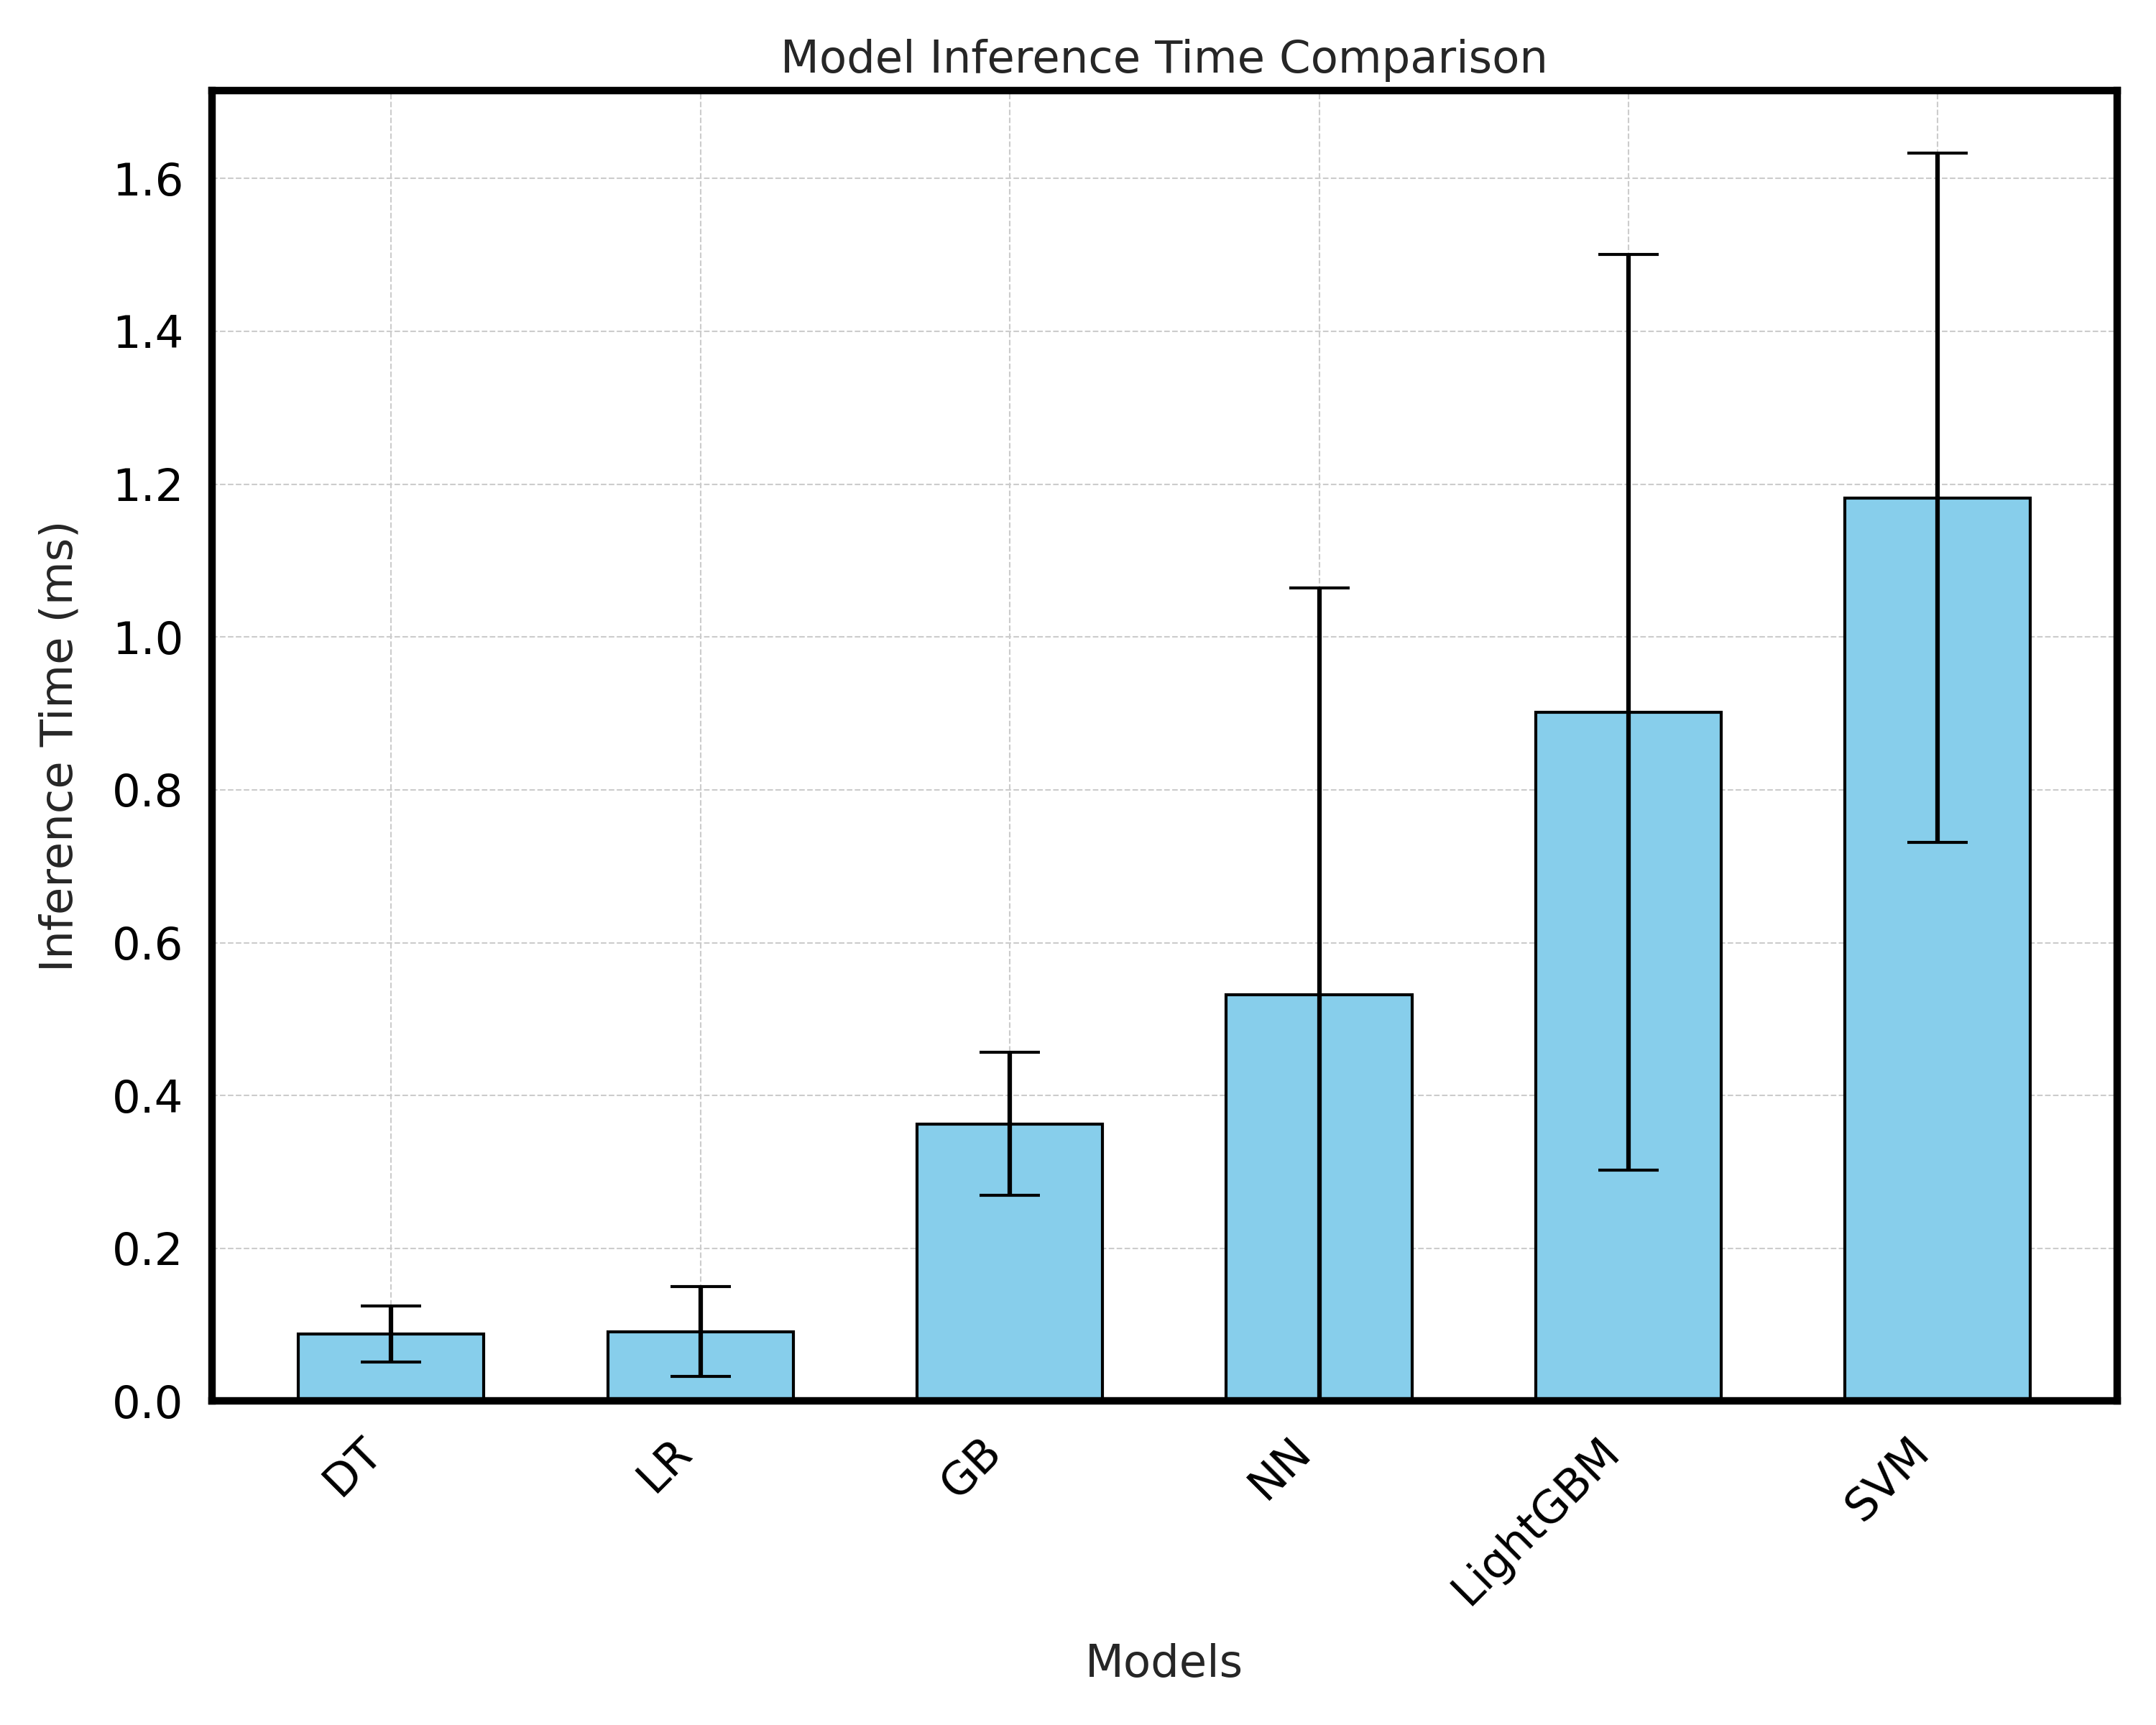 Model Inference Time Comparison
Inference Time (ms)
1.6
1.4
1.2
1.0
0.8
0.6
0.4
0.2
0.0
DT
LR
GB
NN
LightGBM
SVM
Models